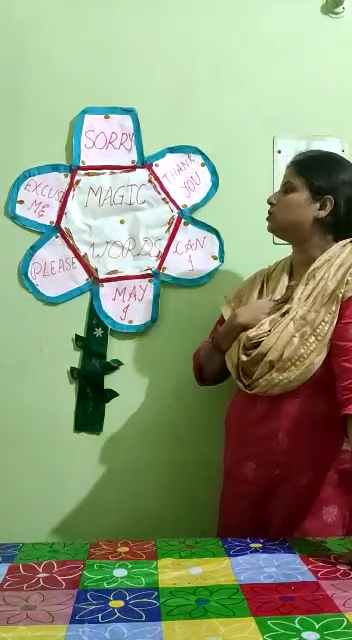 SORRY
THANK
YOU
CAN
I
MAY
I
PLEASE
EXCUSE
ME
MAGIC
WORDS